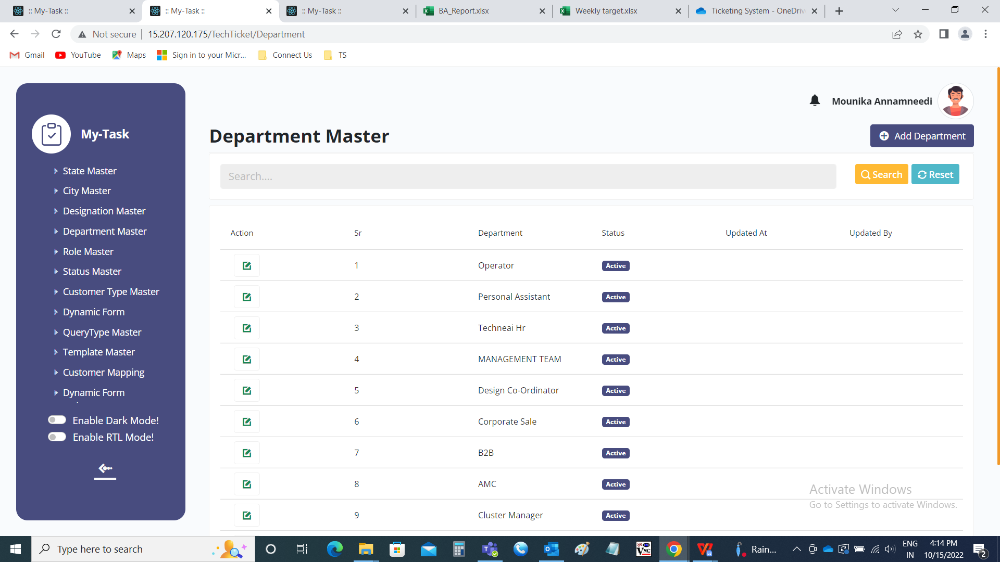 :: My-Task ::
:: My-Task ::
:: My-Task ::
BA_Report.xlsx
Weekly target.xlsx
Ticketing System - OneDriv
Not secure
15.207.120.175/TechTicket/Department
Gmail
YouTube
Maps
Sign in to your Micr...
Connect Us
TS
My-Task
State Master
City Master
Designation Master
Department Master
Role Master
Status Master
Customer Type Master
Dynamic Form
QueryType Master
Template Master
Customer Mapping
Dynamic Form
Enable Dark Mode!
Enable RTL Mode!
Mounika Annamneedi
Department Master
Add Department
Search....
Search
Reset
Action Sr Department Status Updated At Updated By
1 Operator Active
2 Personal Assistant Active
3 Techneai Hr Active
4 MANAGEMENT TEAM Active
5 Design Co-Ordinator Active
6 Corporate Sale Active
7 B2B Active
8 AMC Active
9 Cluster Manager Active
Activate Windows
Go to Settings to activate Windows.
Type here to search
VNC
Rain...
ENG
IN
4:14 PM
10/15/2022
2